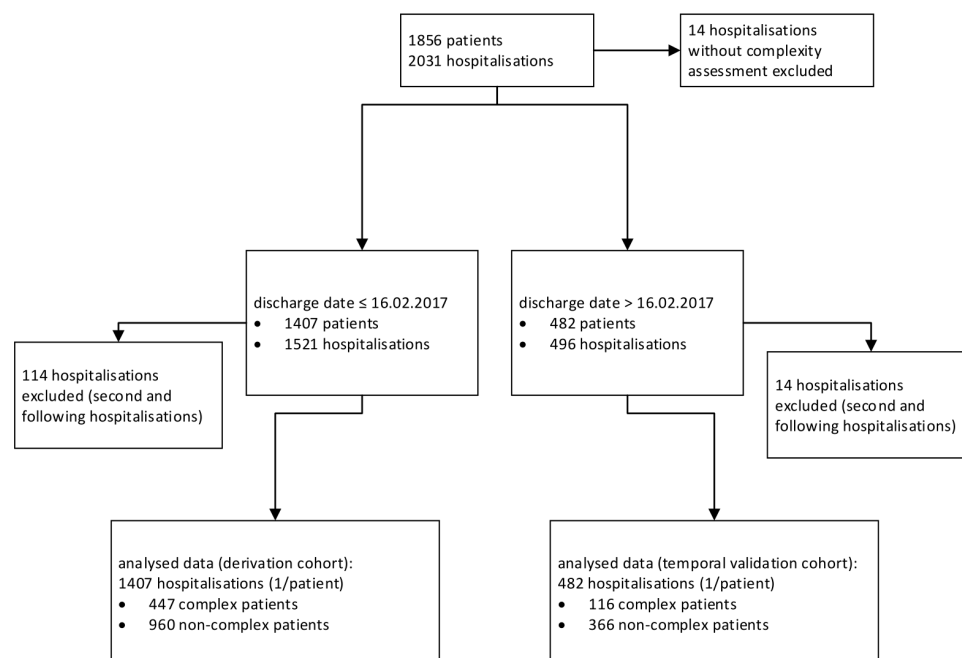 1856 patients
2031 hospitalisations
14 hospitalisations
without complexity
assessment excluded
discharge date ≤ 16.02.2017
• 1407 patients
• 1521 hospitalisations
discharge date > 16.02.2017
• 482 patients
• 496 hospitalisations
114 hospitalisations
excluded (second and
following hospitalisations)
14 hospitalisations
excluded (second and
following hospitalisations)
analysed data (derivation cohort):
1407 hospitalisations (1/patient)
• 447 complex patients
• 960 non-complex patients
analysed data (temporal validation cohort):
482 hospitalisations (1/patient)
• 116 complex patients
• 366 non-complex patients